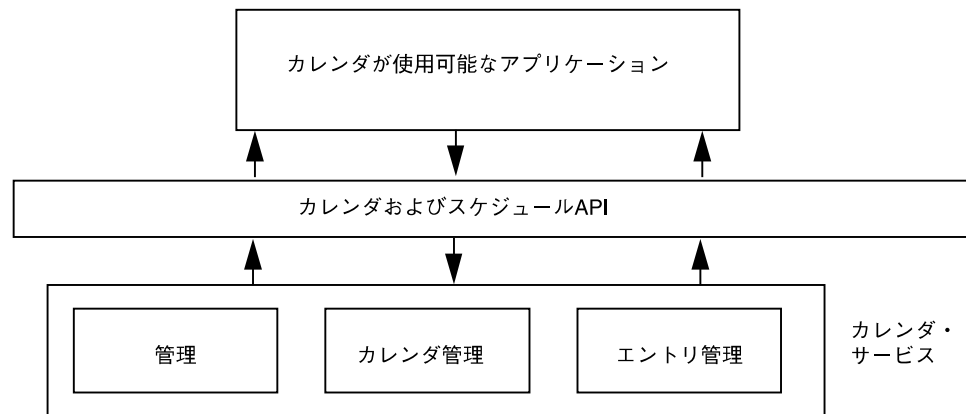 カレンダが使用可能なアプリケーション
カレンダおよびスケジュールAPI
管理
カレンダ管理
エントリ管理
カレンダ・
サービス